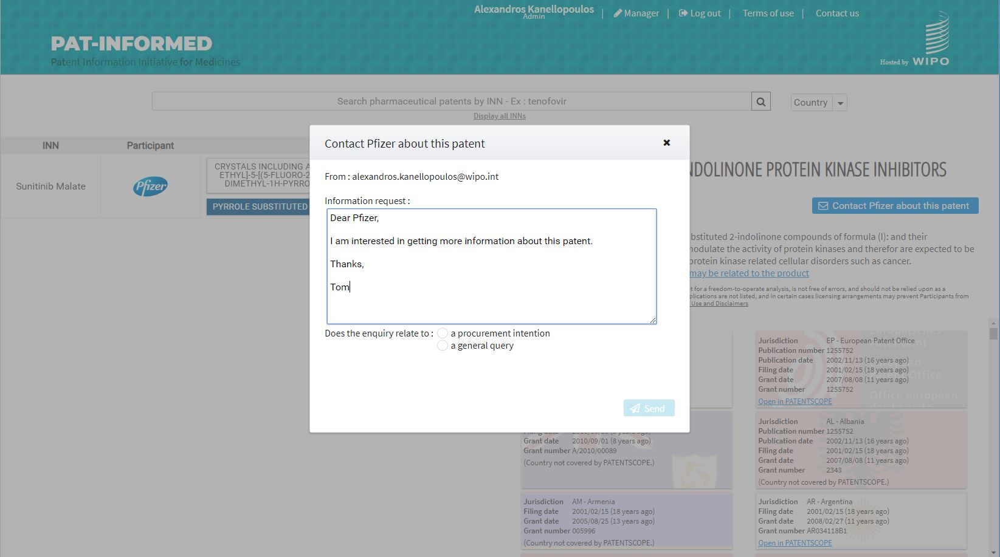 Alexandros Kanellopoulos
Admin
| Manager | Log out | Terms of use | Contact us
PAT-INFORMED
Patent Information Initiative for Medicines
Hosted by WIPO
Search pharmaceutical patents by INN - Ex : tenofovir
Country
Display all INNs
INN
Participant
Sunitinib Malate
Pfizer
CRYSTALS INCLUDING A
ETHYL]-5-[(5-FLUORO-2
DIMETHYL-1H-PYRRO
PYRROLE SUBSTITUTED
Contact Pfizer about this patent
From : alexandros.kanellopoulos@wipo.int
Information request :
Dear Pfizer,
I am interested in getting more information about this patent.
Thanks,
Tom
Does the enquiry relate to : a procurement intention
a general query
Send
NDOLINONE PROTEIN KINASE INHIBITORS
Contact Pfizer about this patent
bstituted 2-indolinone compounds of formula (I): and their
nodulate the activity of protein kinases and therefor are expected to be
protein kinase related cellular disorders such as cancer.
may be related to the product
t for a freedom-to-operate analysis, is not free of errors, and should not be relied upon as a
plications are not listed, and in certain cases licensing arrangements may prevent Participants from
Use and Disclaimers
Jurisdiction EP - European Patent Office
Publication number 1255752
Publication date 2002/11/13 (16 years ago)
Filing date 2001/02/15 (18 years ago)
Grant date 2007/08/08 (11 years ago)
Grant number 1255752
Open in PATENTSCOPE
Office européen
Grant date 2010/09/01 (8 years ago)
Grant number A/2010/00089
(Country not covered by PATENTSCOPE.)
Jurisdiction AL - Albania
Publication number 1255752
Publication date 2002/11/13 (16 years ago)
Filing date 2001/02/15 (18 years ago)
Grant date 2007/08/08 (11 years ago)
Grant number 2343
(Country not covered by PATENTSCOPE.)
Jurisdiction AM - Armenia
Filing date 2001/02/15 (18 years ago)
Grant date 2005/08/25 (13 years ago)
Grant number 005996
(Country not covered by PATENTSCOPE.)
Jurisdiction AR - Argentina
Filing date 2001/02/15 (18 years ago)
Grant date 2008/02/27 (11 years ago)
Grant number AR034118B1
Open in PATENTSCOPE